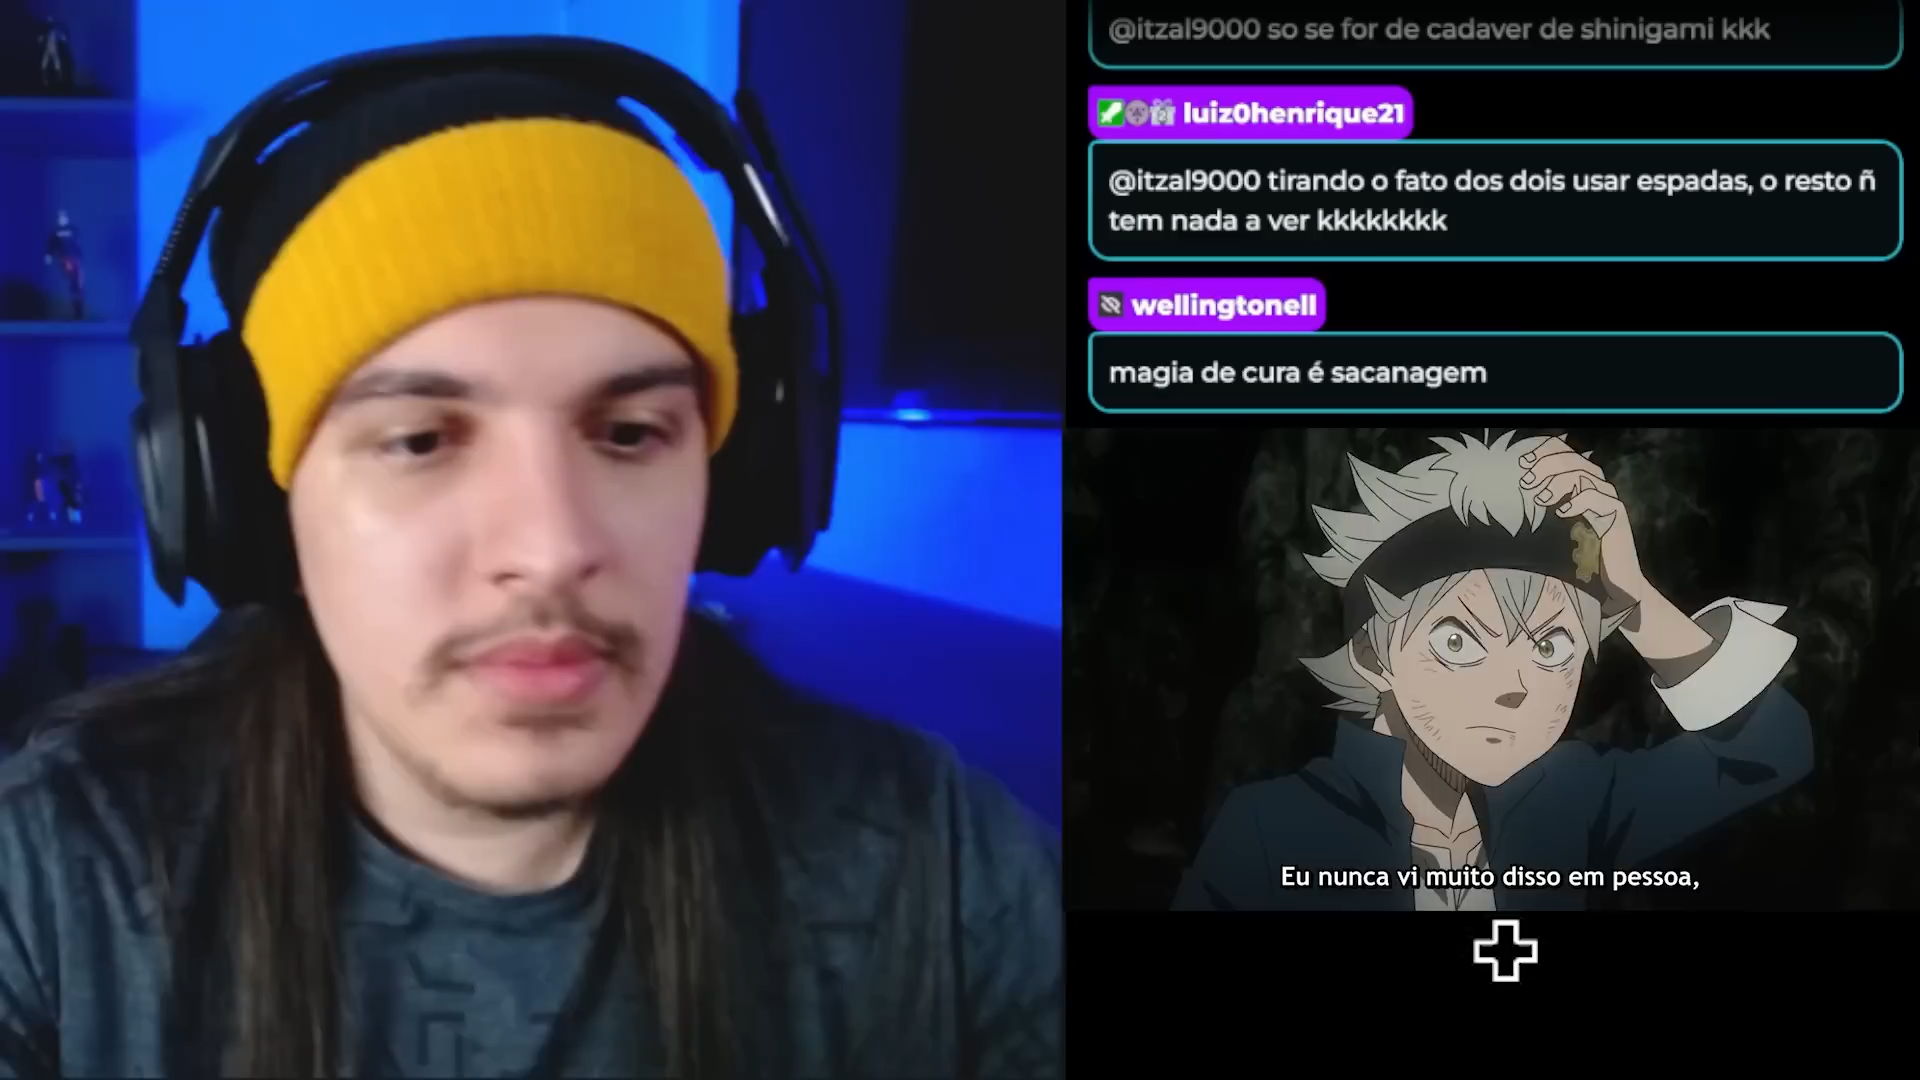 @itzal9000 so se for de cadaver de shinigami kkk
luiz0henrique21
@itzal9000 tirando o fato dos dois usar espadas, o resto ñ
tem nada a ver kkkkkkkk
wellingtonell
magia de cura é sacanagem
Eu nunca vi muito disso em pessoa,